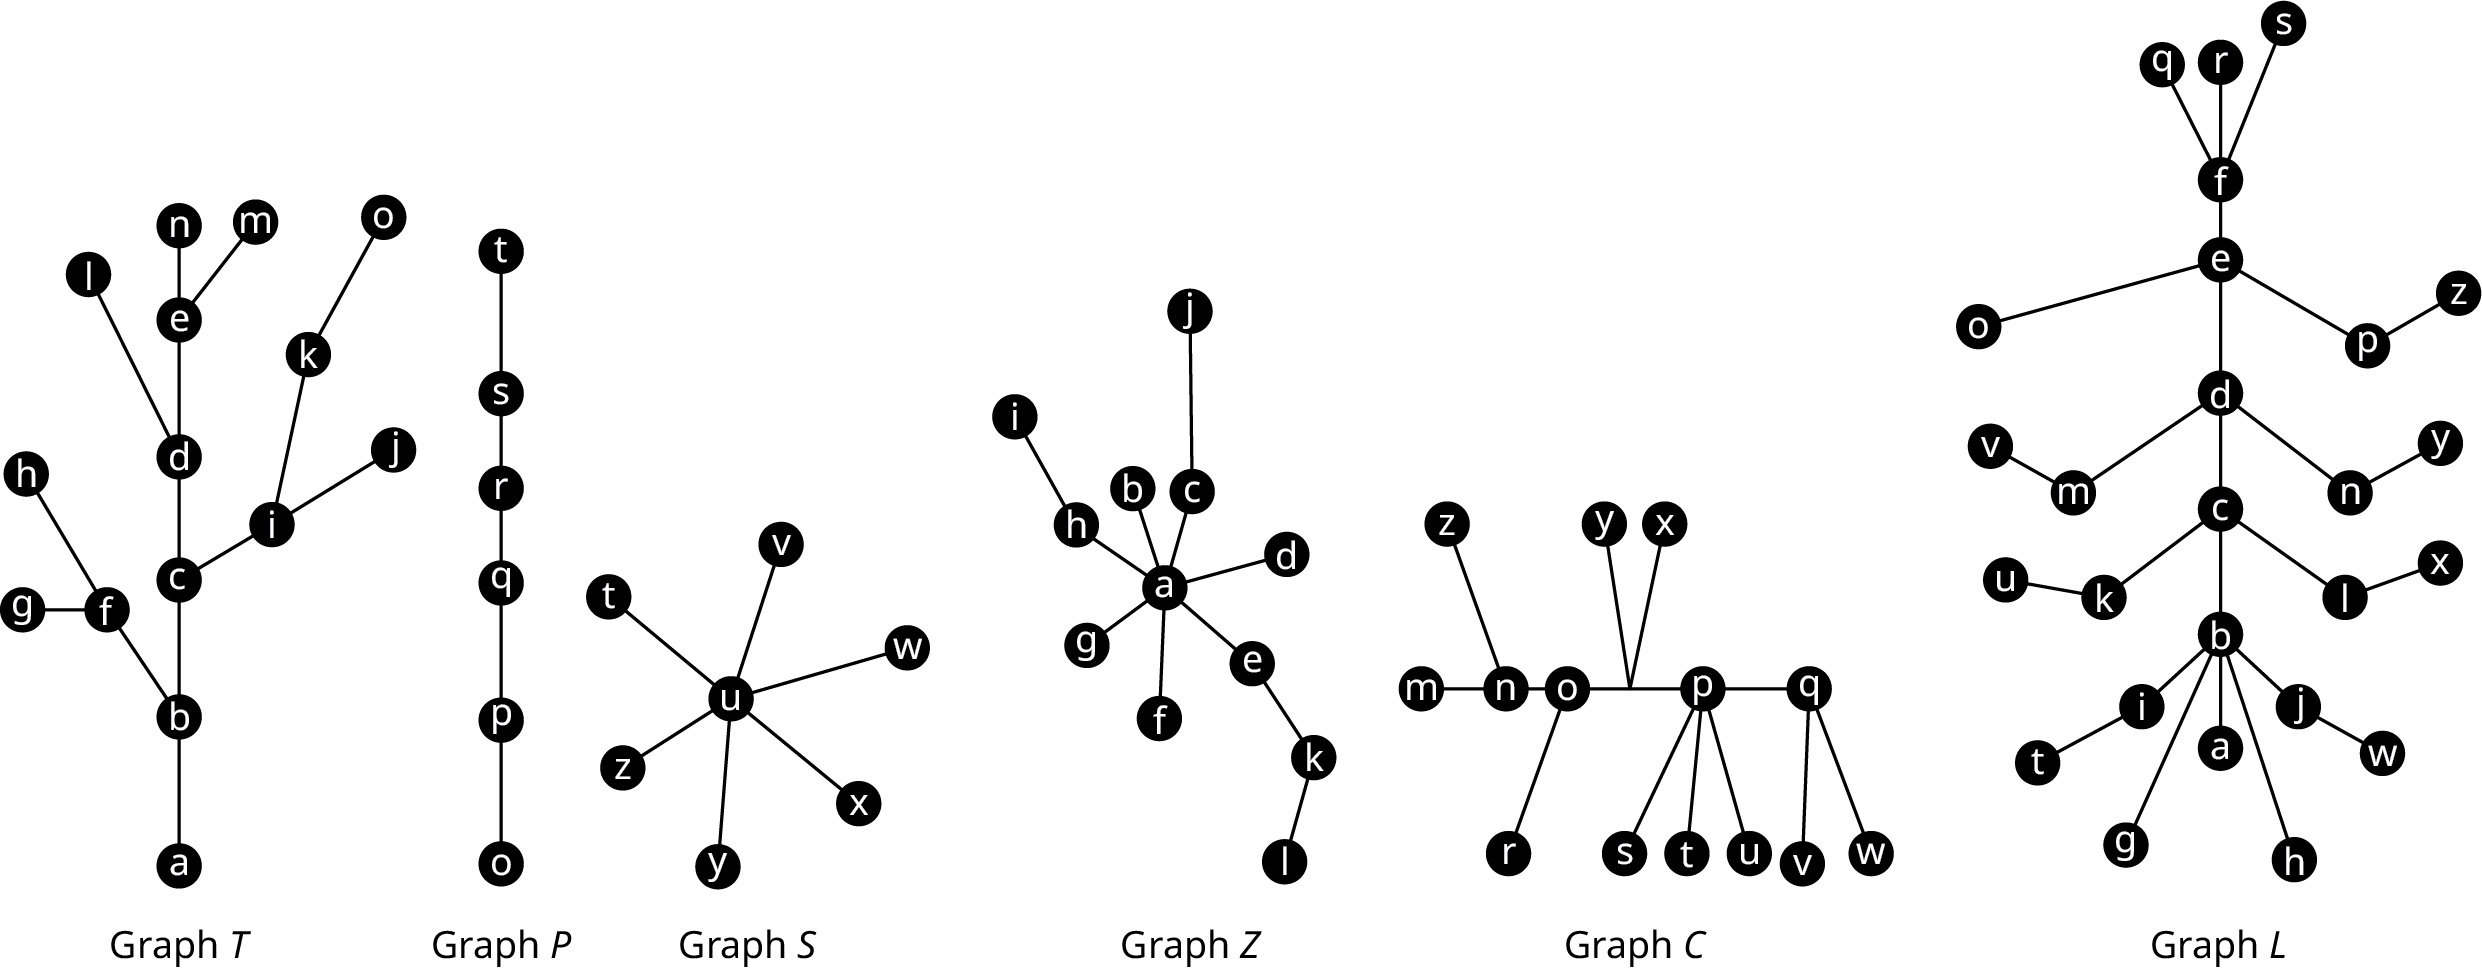 n m o
l
e
k
d
h
j
i
c
g f
b
a
Graph T
t
s
r
q
p
o
Graph P
v
t
w
u
z
x
y
Graph S
j
i
b c
h
d
a
g
e
f
k
l
Graph Z
z y x
m n o p q
r s t u v w
Graph C
s
q r
f
e
z
o
p
d
v y
m n
c
u x
k l
b
i j
t a w
g h
Graph L